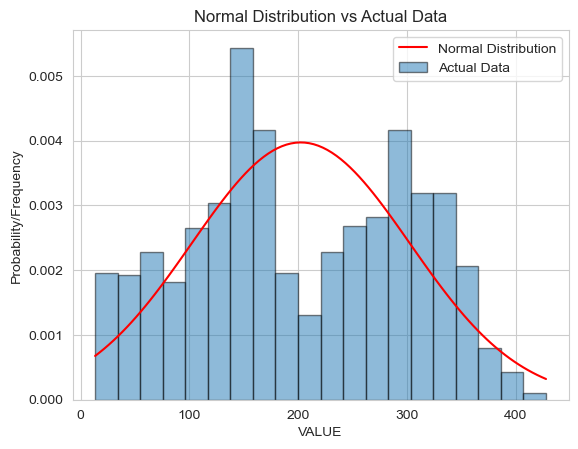 Normal Distribution vs Actual Data
Normal Distribution
Actual Data
Probability/Frequency
0.005
0.004
0.003
0.002
0.001
0.000
0
100
200
300
400
VALUE